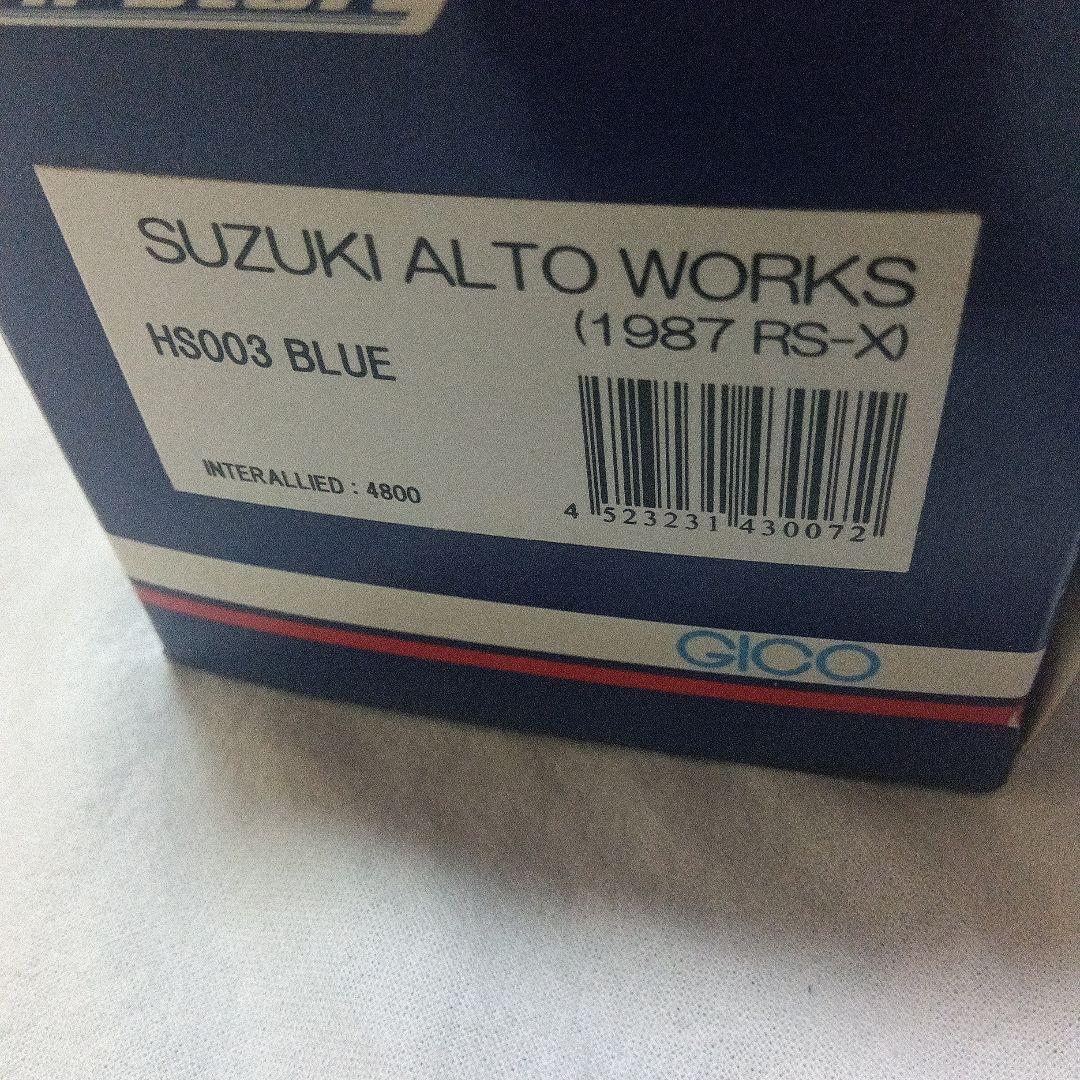 SUZUKI ALTO WORKS
(1987 RS-X)
HS003 BLUE
INTERALLIED : 4800
4 523231 430072
GICO